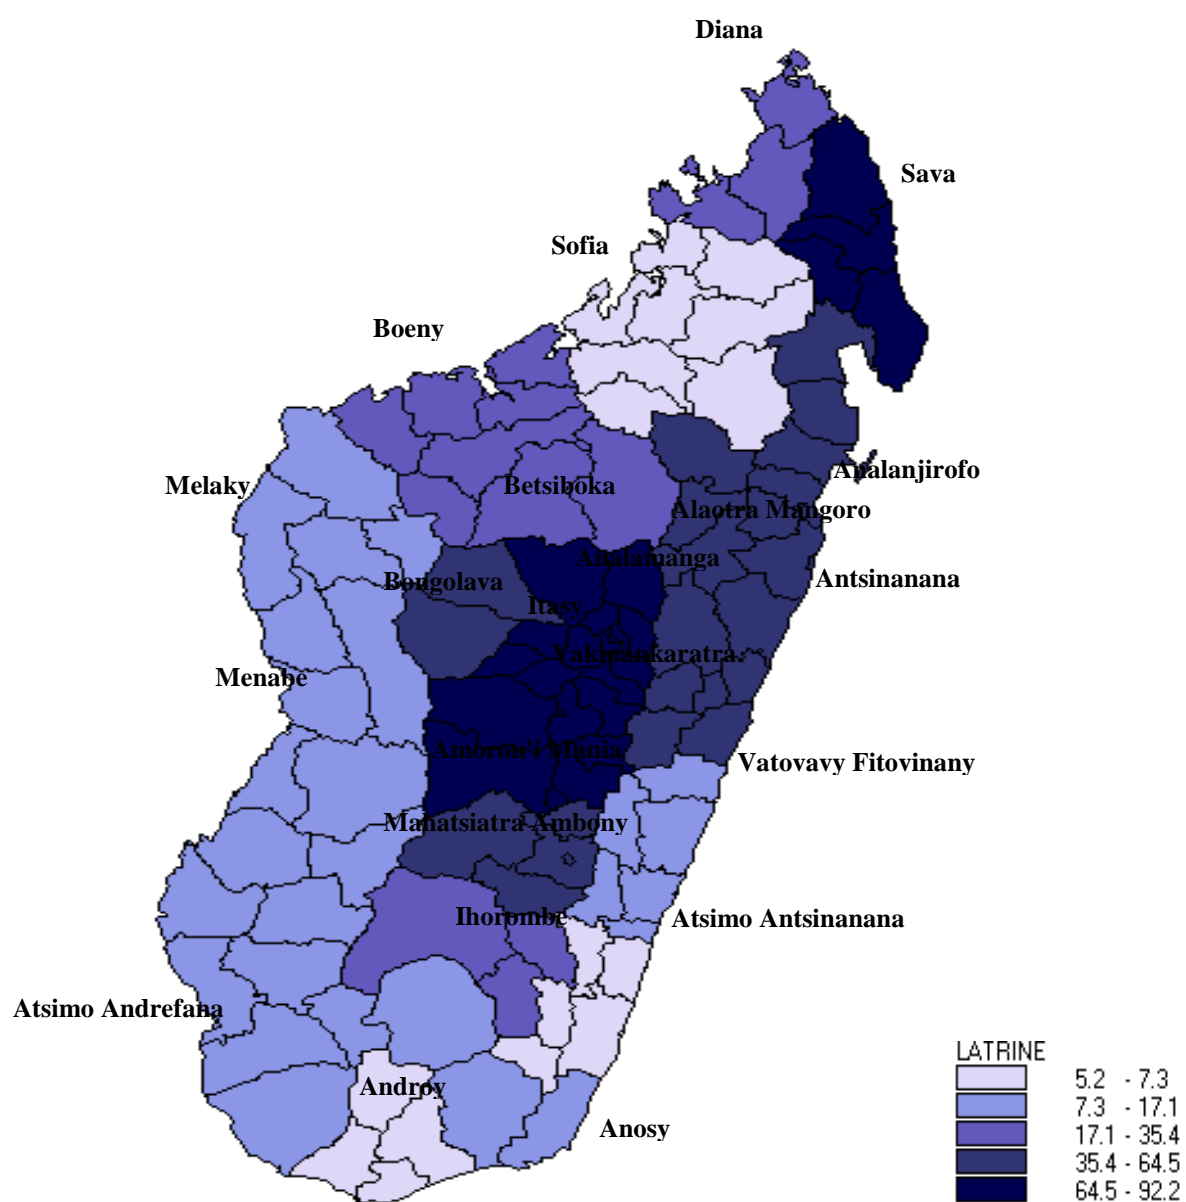 Diana
Sava
Sofia
Boeny
Melaky
Betsiboka
Analanjirofo
Alaotra Mangoro
Analamanga
Bongolava
Antsinanana
Itasy
Vakinankaratra
Menabe
Amoron'i Mania
Vatovavy Fitovinany
Mahatsiatra Ambony
Ihorombe
Atsimo Antsinanana
Atsimo Andrefana
Androy
Anosy
LATRINE
5.2 - 7.3
7.3 - 17.1
17.1 - 35.4
35.4 - 64.5
64.5 - 92.2